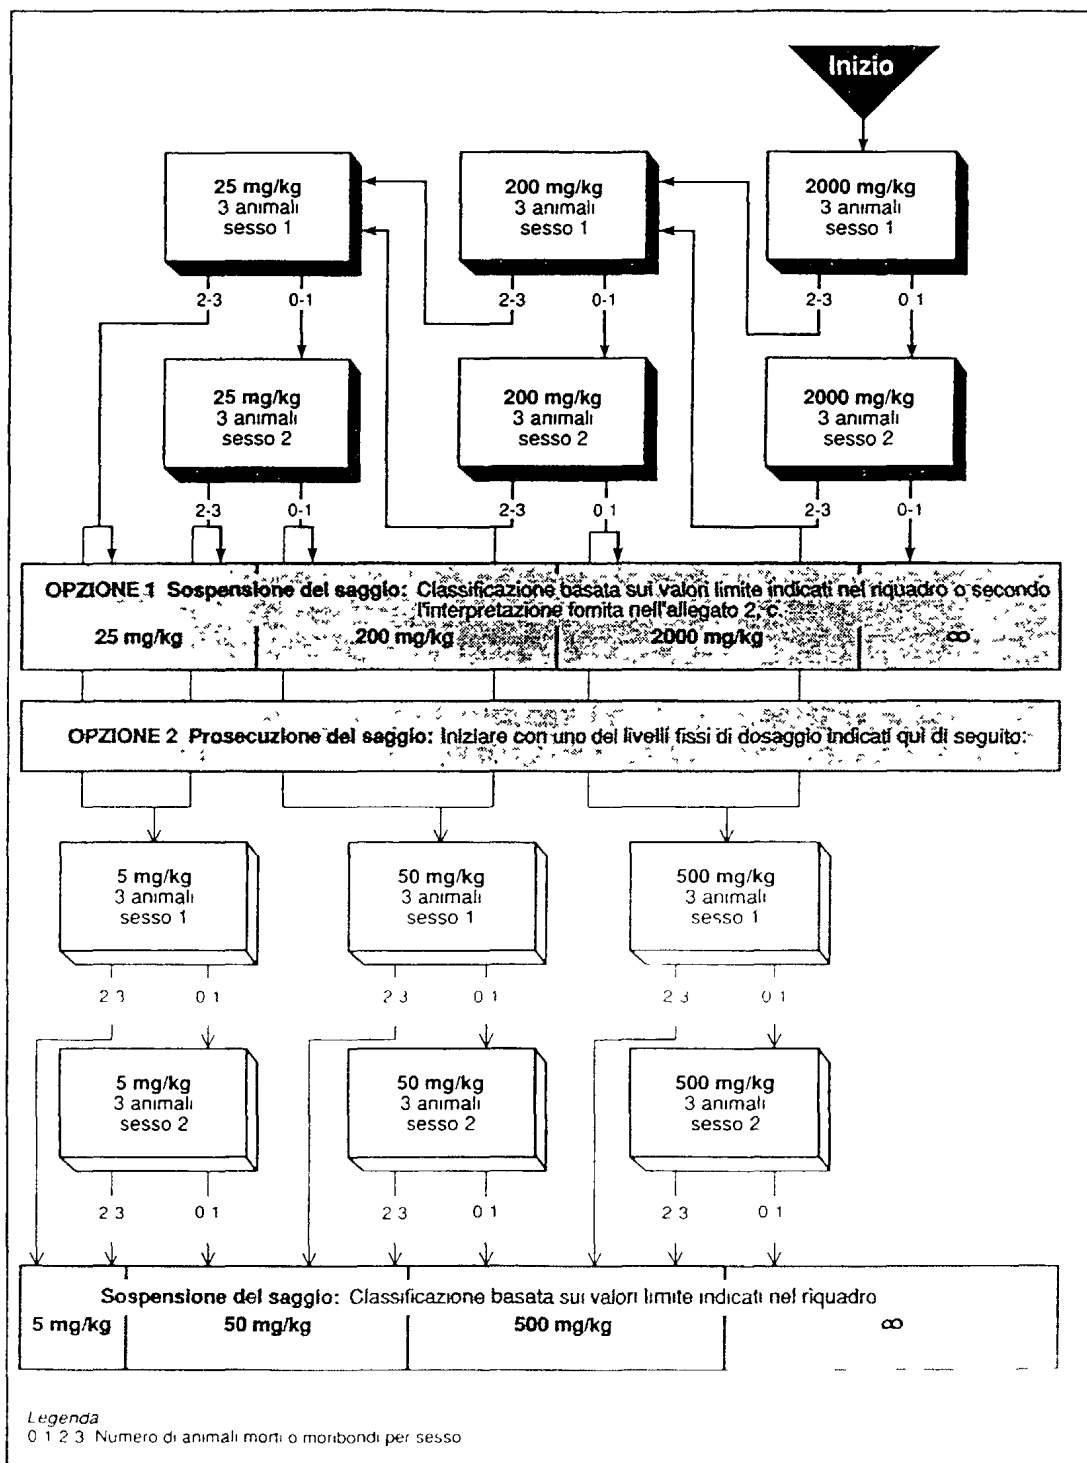 Inizio
25 mg/kg
3 animali
sesso 1
200 mg/kg
3 animali
sesso 1
2000 mg/kg
3 animali
sesso 1
2-3
0-1
2-3
0-1
2-3
0 1
25 mg/kg
3 animali
sesso 2
200 mg/kg
3 animali
sesso 2
2000 mg/kg
3 animali
sesso 2
2-3
0-1
2-3
0 1
2-3
0-1
OPZIONE 1 Sospensione del saggio: Classificazione basata sui valori limite indicati nel riquadro o secondo
l'interpretazione fornita nell'allegato 2, c.
25 mg/kg
200 mg/kg
2000 mg/kg
∞
OPZIONE 2 Prosecuzione del saggio: Iniziare con uno dei livelli fissi di dosaggio indicati qui di seguito:
5 mg/kg
3 animali
sesso 1
50 mg/kg
3 animali
sesso 1
500 mg/kg
3 animali
sesso 1
2 3
0 1
2 3
0 1
2 3
0 1
5 mg/kg
3 animali
sesso 2
50 mg/kg
3 animali
sesso 2
500 mg/kg
3 animali
sesso 2
2 3
0 1
2 3
0 1
2 3
0 1
Sospensione del saggio: Classificazione basata sui valori limite indicati nel riquadro
5 mg/kg
50 mg/kg
500 mg/kg
∞
Legenda
0 1 2 3 Numero di animali morti o moribondi per sesso